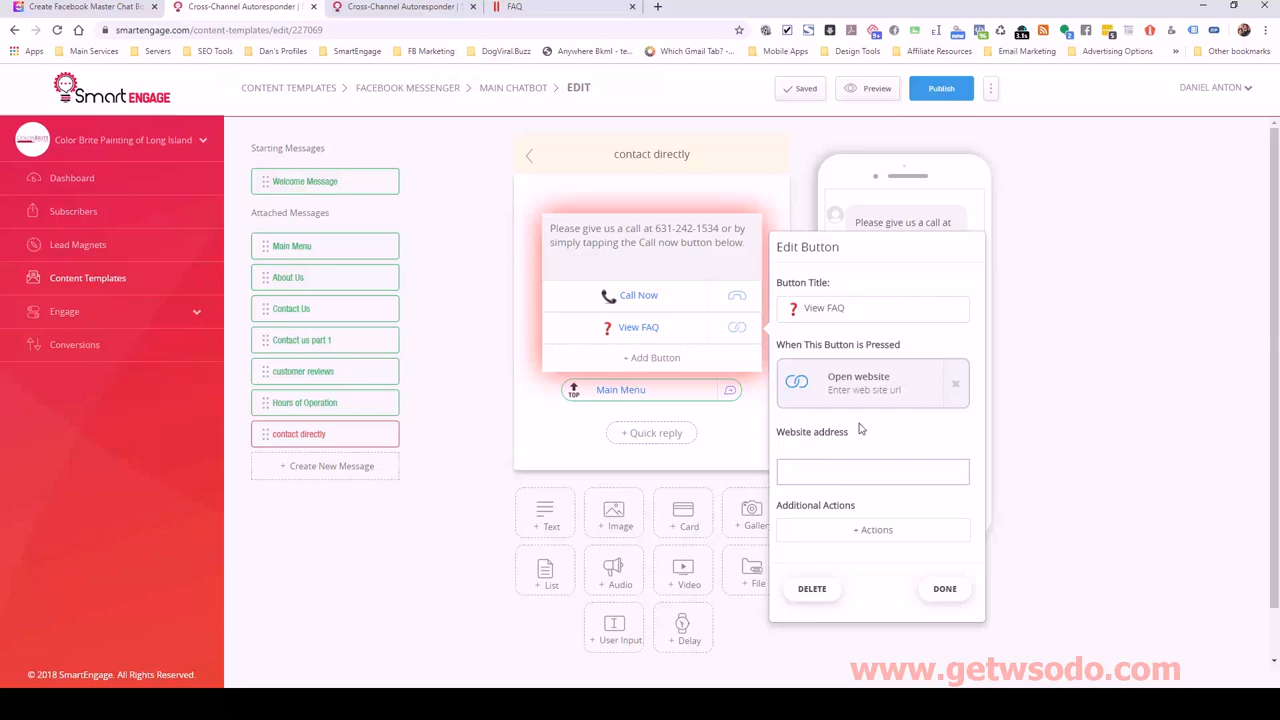 Create Facebook Master Chat Bo
Cross-Channel Autoresponder | S
Cross-Channel Autoresponder | S
FAQ
smartengage.com/content-templates/edit/227069
Apps
Main Services
Servers
SEO Tools
Dan's Profiles
SmartEngage
FB Marketing
DogViral.Buzz
Anywhere Bkml - te...
Which Gmail Tab? -...
Mobile Apps
Design Tools
Affiliate Resources
Email Marketing
Advertising Options
Other bookmarks
SmartENGAGE
CONTENT TEMPLATES > FACEBOOK MESSENGER > MAIN CHATBOT > EDIT
Saved
Preview
Publish
DANIEL ANTON
Color Brite Painting of Long Island
Dashboard
Subscribers
Lead Magnets
Content Templates
Engage
Conversions
© 2018 SmartEngage. All Rights Reserved.
Starting Messages
Welcome Message
Attached Messages
Main Menu
About Us
Contact Us
Contact us part 1
customer reviews
Hours of Operation
contact directly
+ Create New Message
contact directly
Please give us a call at 631-242-1534 or by
simply tapping the Call now button below.
Call Now
View FAQ
+ Add Button
TOP
Main Menu
+ Quick reply
+ Text
+ Image
+ Card
+ Galler
+ List
+ Audio
+ Video
+ File
+ User Input
+ Delay
Please give us a call at
Edit Button
Button Title:
View FAQ
When This Button is Pressed
Open website
Enter web site url
Website address
Additional Actions
+ Actions
DELETE
DONE
www.getwsodo.com